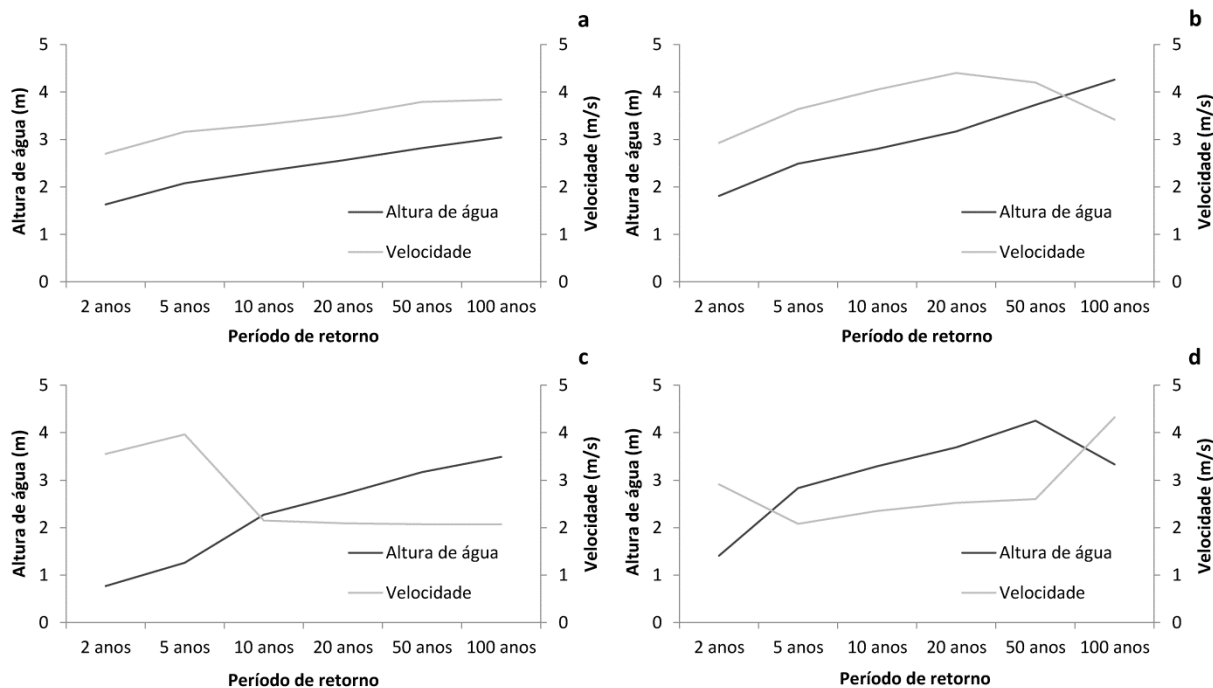 a
5
4
3
2
1
0
Altura de água (m)
5
4
3
2
1
0
Velocidade (m/s)
Altura de água
Velocidade
2 anos 5 anos 10 anos 20 anos 50 anos 100 anos
Período de retorno
b
5
4
3
2
1
0
Altura de água (m)
5
4
3
2
1
0
Velocidade (m/s)
Altura de água
Velocidade
2 anos 5 anos 10 anos 20 anos 50 anos 100 anos
Período de retorno
c
5
4
3
2
1
0
Altura de água (m)
5
4
3
2
1
0
Velocidade (m/s)
Altura de água
Velocidade
2 anos 5 anos 10 anos 20 anos 50 anos 100 anos
Período de retorno
d
5
4
3
2
1
0
Altura de água (m)
5
4
3
2
1
0
Velocidade (m/s)
Altura de água
Velocidade
2 anos 5 anos 10 anos 20 anos 50 anos 100 anos
Período de retorno